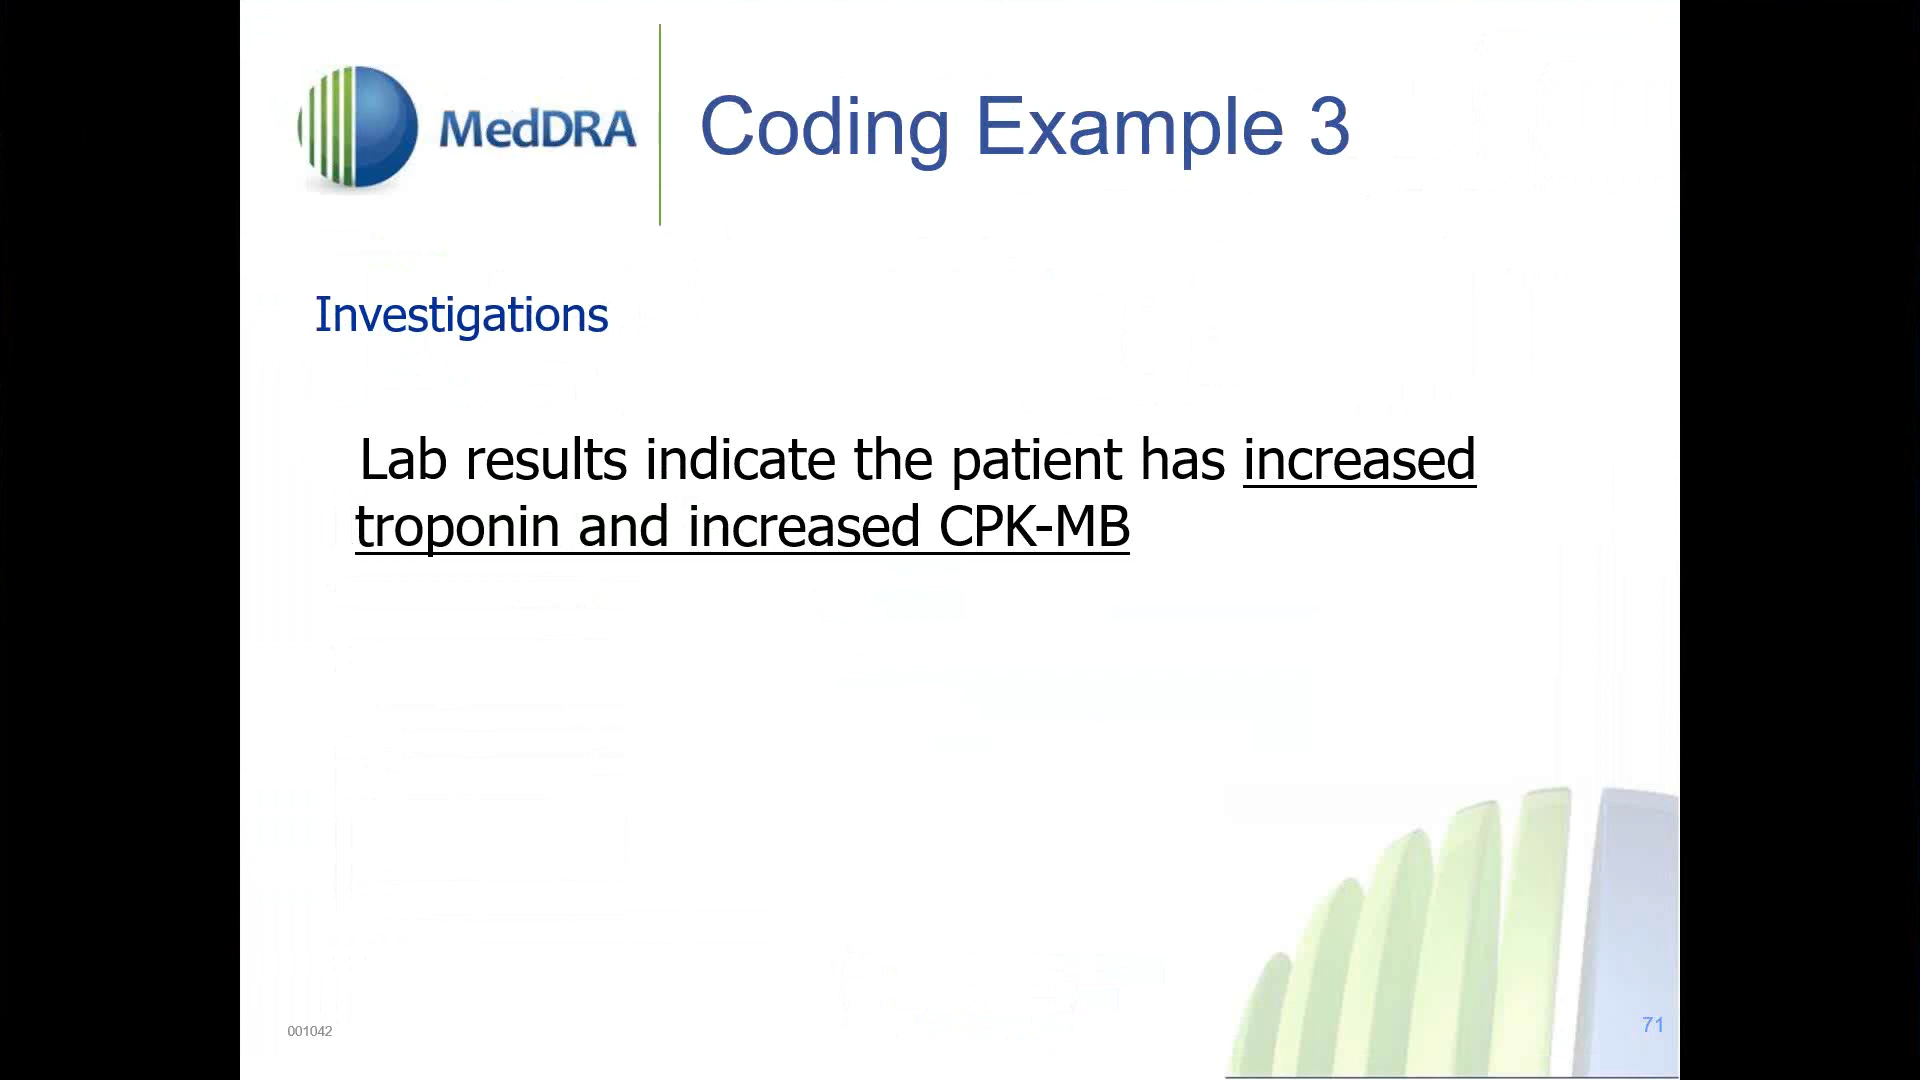 MedDRA
Coding Example 3
Investigations
Lab results indicate the patient has increased
troponin and increased CPK-MB
001042
71